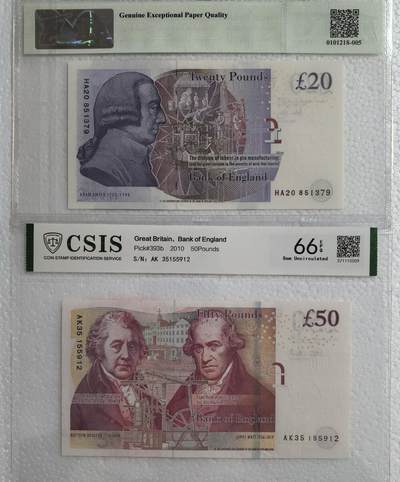 Genuine Exceptional Paper Quality
0101218-005
HA20 851379
Twenty Pounds
£20
The division of labour in pin manufacturing:
Bank of England
HA20 851379
CSIS
COIN STAMP IDENTIFICATION SERVICE
Great Britain, Bank of England
Pick#393b 2010 50Pounds
S/N: AK 35155912
66 EPQ
Gem Uncirculated
AK35 155912
Fifty Pounds
£50
Bank of England
AK35 155912